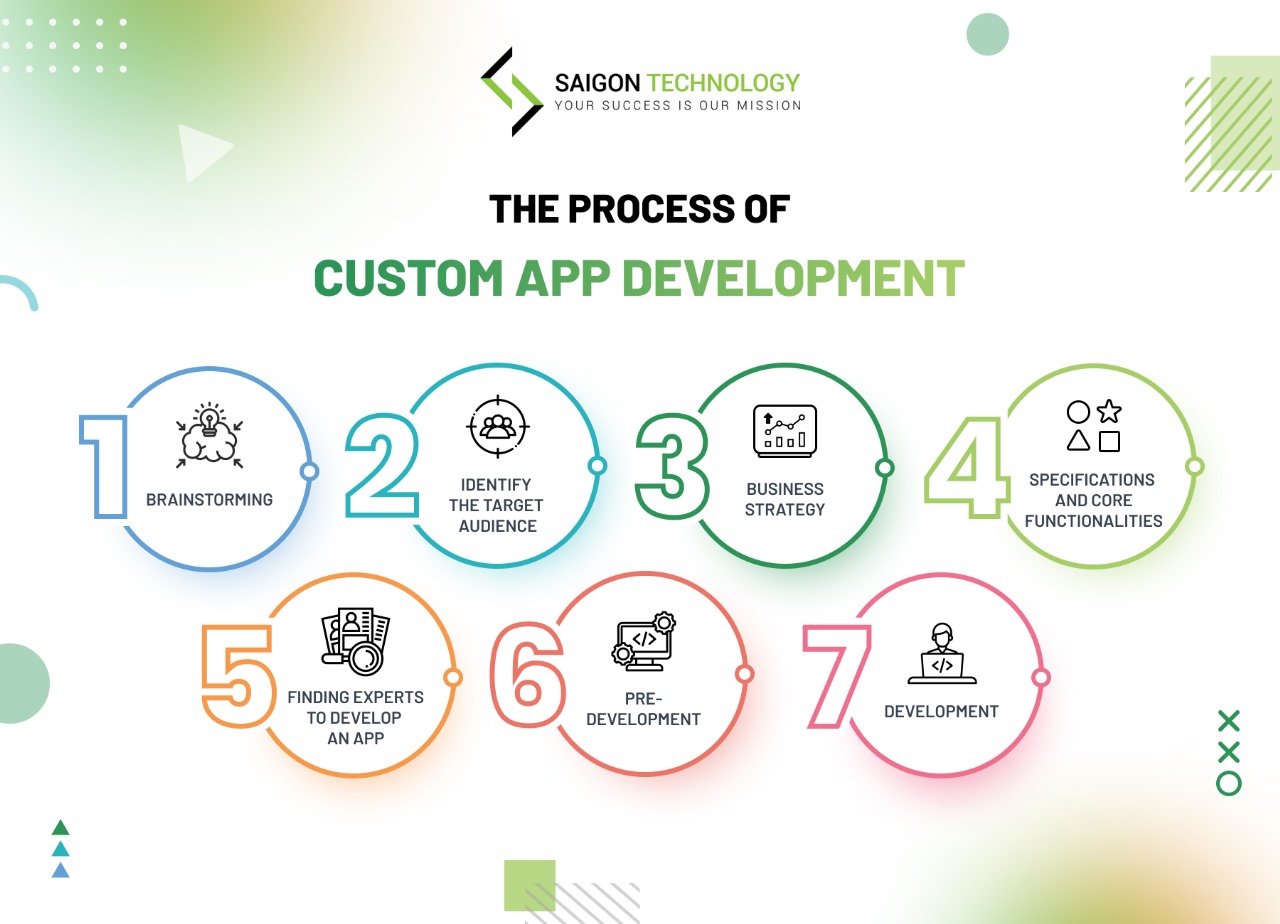 SAIGON TECHNOLOGY
YOUR SUCCESS IS OUR MISSION
THE PROCESS OF
CUSTOM APP DEVELOPMENT
1
BRAINSTORMING
2
IDENTIFY
THE TARGET
AUDIENCE
3
BUSINESS
STRATEGY
4
SPECIFICATIONS
AND CORE
FUNCTIONALITIES
5
FINDING EXPERTS
TO DEVELOP
AN APP
6
</>
PRE-
DEVELOPMENT
7
</>
DEVELOPMENT